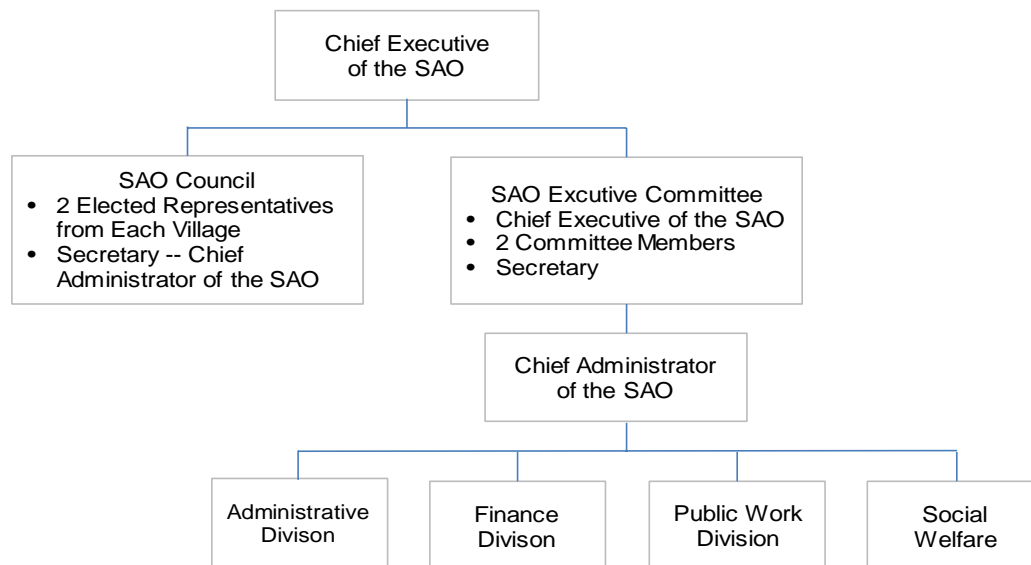 Chief Executive
of the SAO
SAO Council
• 2 Elected Representatives
from Each Village
• Secretary -- Chief
Administrator of the SAO
SAO Excutive Committee
• Chief Executive of the SAO
• 2 Committee Members
• Secretary
Chief Administrator
of the SAO
Administrative
Divison
Finance
Divison
Public Work
Division
Social
Welfare